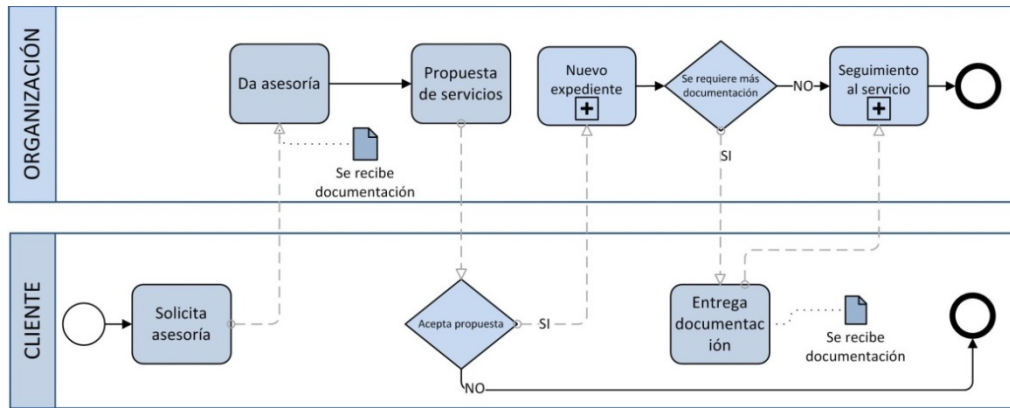 ORGANIZACIÓN
Da asesoría
Propuesta
de servicios
Nuevo
expediente
Se requiere más
documentación
NO
Seguimiento
al servicio
Se recibe
documentación
SI
CLIENTE
Solicita
asesoría
Acepta propuesta
SI
NO
Entrega
documentac
ión
Se recibe
documentación